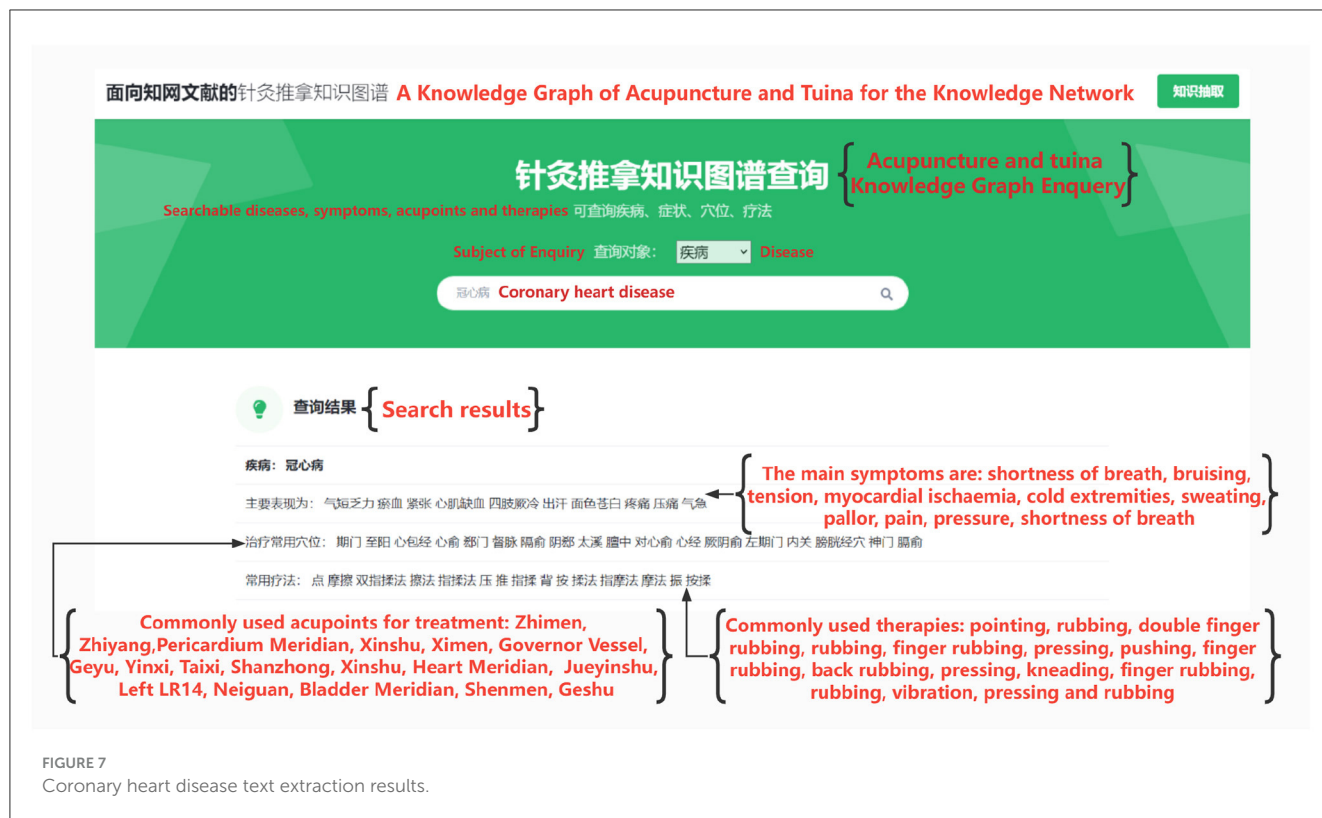 面向知网文献的针灸推拿知识图谱 A Knowledge Graph of Acupuncture and Tuina for the Knowledge Network 知识抽取
针灸推拿知识图谱查询
Acupuncture and tuina
Knowledge Graph Enquery
Searchable diseases, symptoms, acupoints and therapies 可查询疾病、症状、穴位、疗法
Subject of Enquiry 查询对象: 疾病 Disease
冠心病 Coronary heart disease
查询结果 Search results
疾病: 冠心病
主要表现为: 气短乏力 瘀血 紧张 心肌缺血 四肢厥冷 出汗 面色苍白 疼痛 压痛 气急
The main symptoms are: shortness of breath, bruising,
tension, myocardial ischaemia, cold extremities, sweating,
pallor, pain, pressure, shortness of breath
治疗常用穴位: 期门 至阳 心包经 心俞 郄门 督脉 隔俞 阴郄 太溪 膻中 对心俞 心经 厥阴俞 左期门 内关 膀胱经穴 神门 膈俞
常用疗法: 点 摩擦 双指揉法 擦法 指揉法 压 推 指揉 背 按 揉法 指摩法 摩法 振 按揉
Commonly used acupoints for treatment: Zhimen,
Zhiyang,Pericardium Meridian, Xinshu, Ximen, Governor Vessel,
Geyu, Yinxi, Taixi, Shanzhong, Xinshu, Heart Meridian, Jueyinshu,
Left LR14, Neiguan, Bladder Meridian, Shenmen, Geshu
Commonly used therapies: pointing, rubbing, double finger
rubbing, rubbing, finger rubbing, pressing, pushing, finger
rubbing, back rubbing, pressing, kneading, finger rubbing,
rubbing, vibration, pressing and rubbing
FIGURE 7
Coronary heart disease text extraction results.